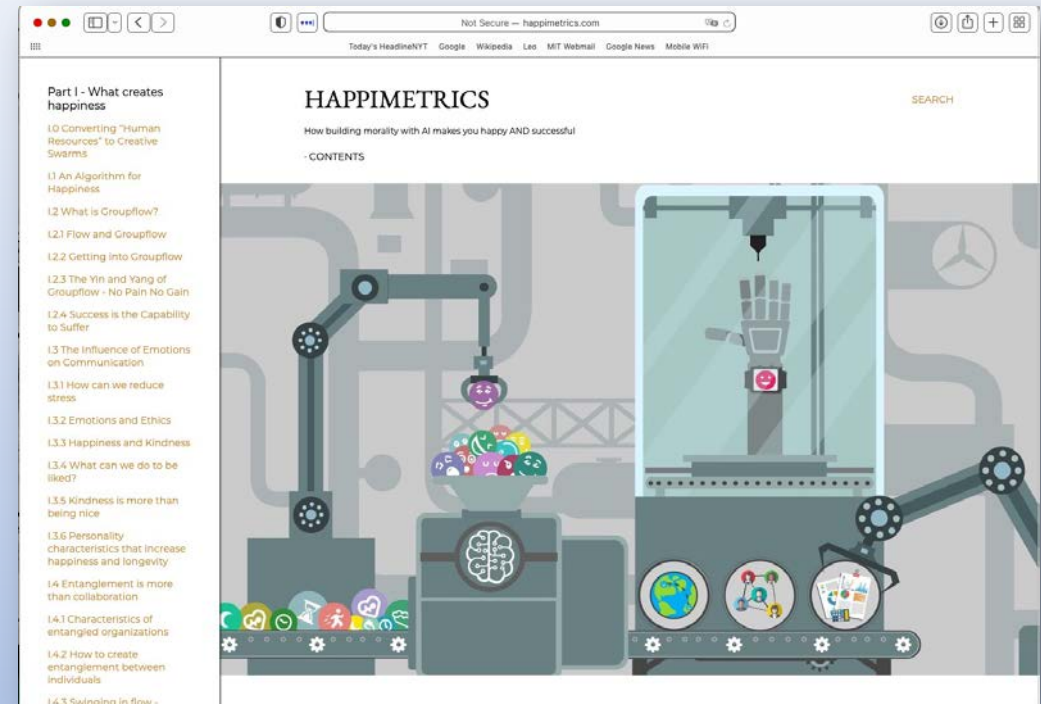 Not Secure — happimetrics.com
Today's HeadlineNYT Google Wikipedia Leo MIT Webmail Google News Mobile WiFi
Part I - What creates
happiness
I.0 Converting "Human
Resources" to Creative
Swarms
I.1 An Algorithm for
Happiness
I.2 What is Groupflow?
I.2.1 Flow and Groupflow
I.2.2 Getting into Groupflow
I.2.3 The Yin and Yang of
Groupflow - No Pain No Gain
I.2.4 Success is the Capability
to Suffer
I.3 The Influence of Emotions
on Communication
I.3.1 How can we reduce
stress
I.3.2 Emotions and Ethics
I.3.3 Happiness and Kindness
I.3.4 What can we do to be
liked?
I.3.5 Kindness is more than
being nice
I.3.6 Personality
characteristics that increase
happiness and longevity
I.4 Entanglement is more
than collaboration
I.4.1 Characteristics of
entangled organizations
I.4.2 How to create
entanglement between
individuals
I.4.3 Swinging in flow -
HAPPIMETRICS
SEARCH
How building morality with AI makes you happy AND successful
- CONTENTS